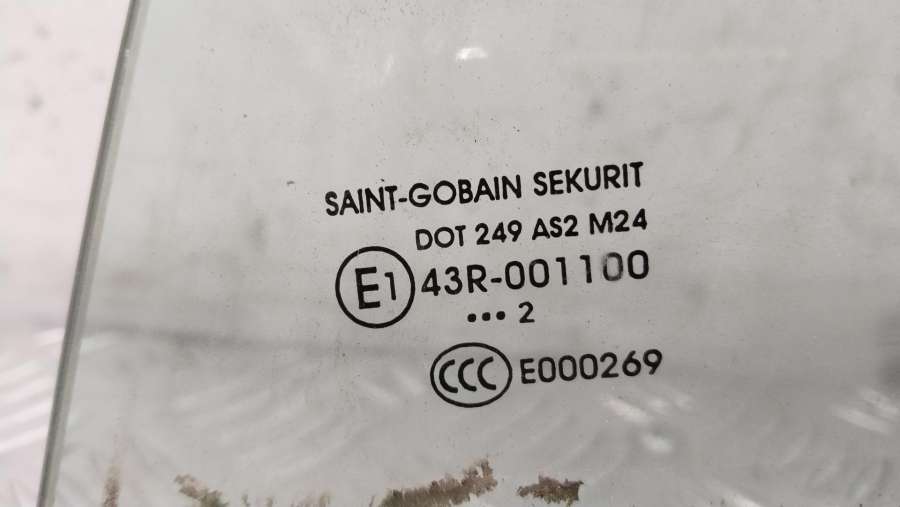 SAINT-GOBAIN SEKURIT
DOT 249 AS2 M24
E1 43R-001100
••• 2
CCC E000269